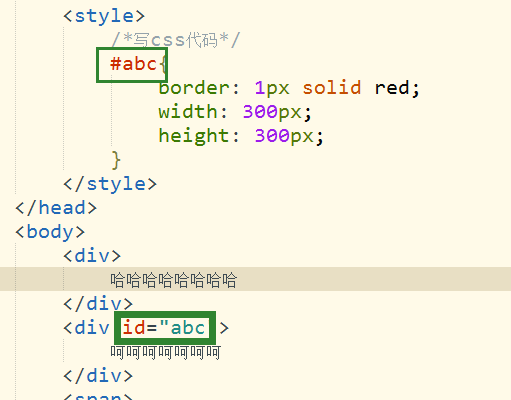 <style>
/*写css代码*/
#abc{
border: 1px solid red;
width: 300px;
height: 300px;
}
</style>
</head>
<body>
<div>
哈哈哈哈哈哈哈哈
</div>
<div id="abc">
呵呵呵呵呵呵呵
</div>
<span>